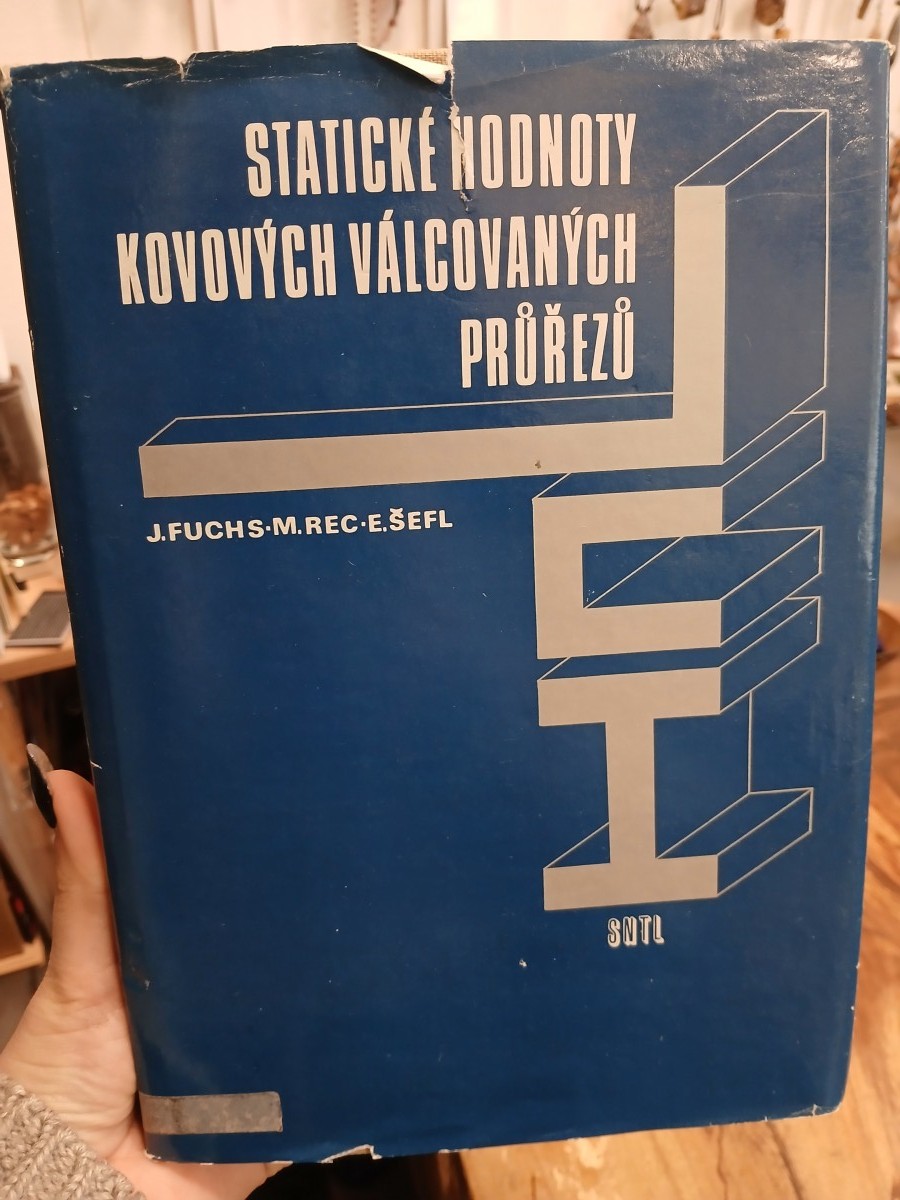 STATICKÉ HODNOTY
KOVOVÝCH VÁLCOVANÝCH
PRŮŘEZŮ
J.FUCHS·M.REC·E.ŠEFL
SNTL